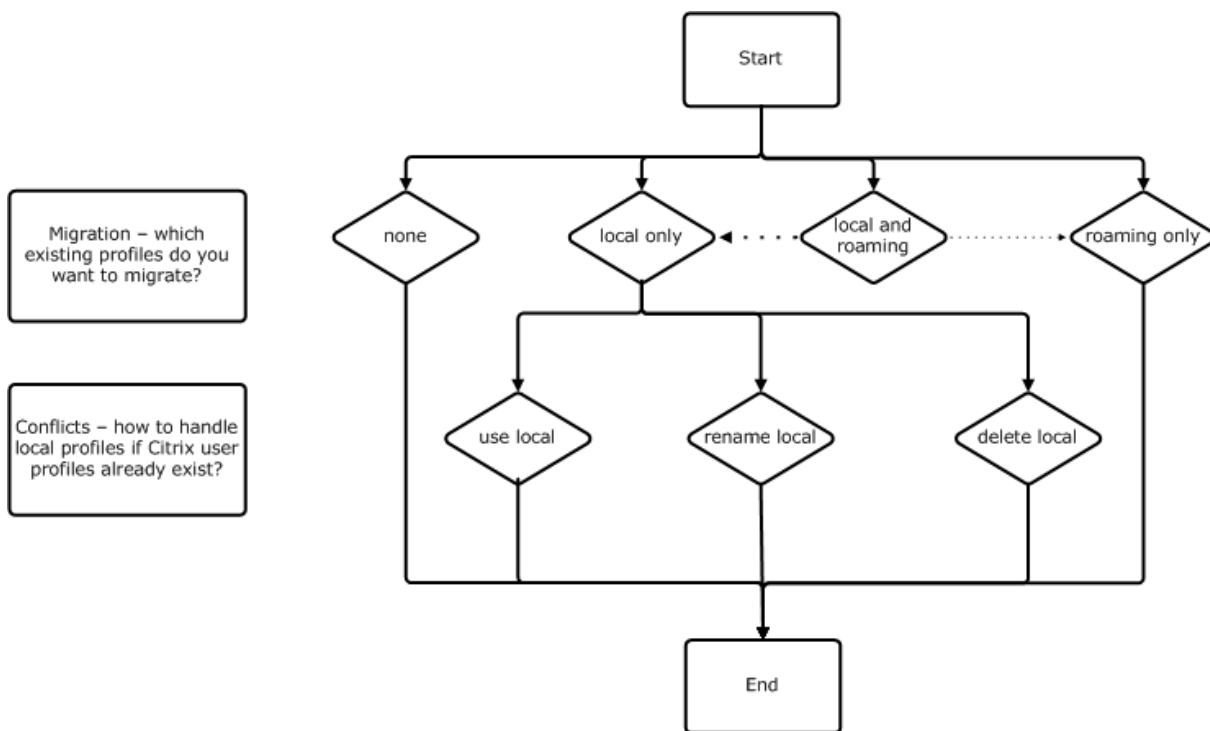 Start
Migration – which
existing profiles do you
want to migrate?
none
local only
local and
roaming
roaming only
Conflicts – how to handle
local profiles if Citrix user
profiles already exist?
use local
rename local
delete local
End